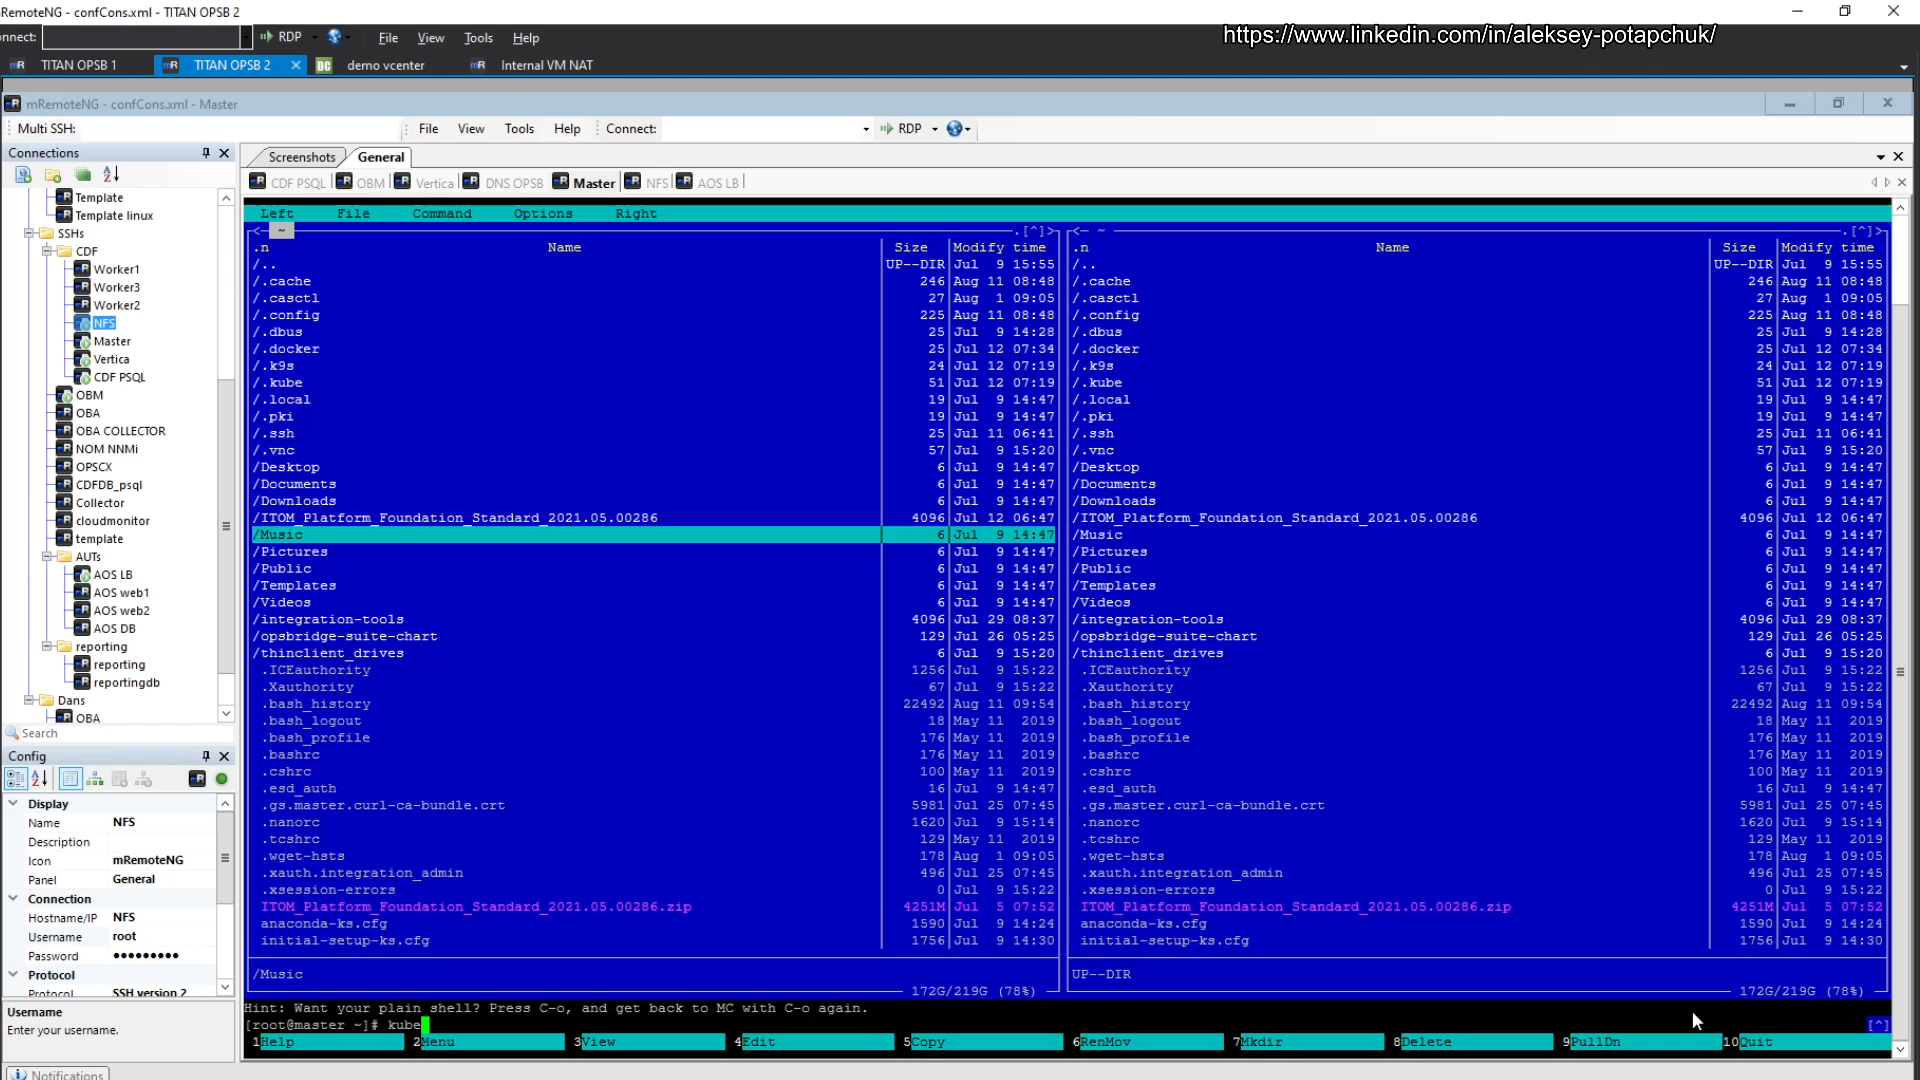 mRemoteNG - confCons.xml - TITAN OPSB 2
https://www.linkedin.com/in/aleksey-potapchuk/
nnect: RDP File View Tools Help
TITAN OPSB 1 TITAN OPSB 2 DC demo vcenter Internal VM NAT
mRemoteNG - confCons.xml - Master
Multi SSH: File View Tools Help Connect: RDP
Connections
Template
Template linux
SSHs
CDF
Worker1
Worker3
Worker2
NFS
Master
Vertica
CDF PSQL
OBM
OBA
OBA COLLECTOR
NOM NNMi
OPSCX
CDFDB_psql
Collector
cloudmonitor
template
AUTs
AOS LB
AOS web1
AOS web2
AOS DB
reporting
reporting
reportingdb
Dans
OBA
Search
Config
Display
Name NFS
Description
Icon mRemoteNG
Panel General
Connection
Hostname/IP NFS
Username root
Password •••••••••
Protocol
Protocol SSH version 2
Username
Enter your username.
Notifications
Screenshots General
CDF PSQL OBM Vertica DNS OPSB Master NFS AOS LB
Left File Command Options Right
<- ~ .[^]> <- ~ .[^]>
.n Name Size Modify time .n Name Size Modify time
/.. UP--DIR Jul 9 15:55 /.. UP--DIR Jul 9 15:55
/.cache 246 Aug 11 08:48 /.cache 246 Aug 11 08:48
/.casctl 27 Aug 1 09:05 /.casctl 27 Aug 1 09:05
/.config 225 Aug 11 08:48 /.config 225 Aug 11 08:48
/.dbus 25 Jul 9 14:28 /.dbus 25 Jul 9 14:28
/.docker 25 Jul 12 07:34 /.docker 25 Jul 12 07:34
/.k9s 24 Jul 12 07:19 /.k9s 24 Jul 12 07:19
/.kube 51 Jul 12 07:19 /.kube 51 Jul 12 07:19
/.local 19 Jul 9 14:47 /.local 19 Jul 9 14:47
/.pki 19 Jul 9 14:47 /.pki 19 Jul 9 14:47
/.ssh 25 Jul 11 06:41 /.ssh 25 Jul 11 06:41
/.vnc 57 Jul 9 15:20 /.vnc 57 Jul 9 15:20
/Desktop 6 Jul 9 14:47 /Desktop 6 Jul 9 14:47
/Documents 6 Jul 9 14:47 /Documents 6 Jul 9 14:47
/Downloads 6 Jul 9 14:47 /Downloads 6 Jul 9 14:47
/ITOM_Platform_Foundation_Standard_2021.05.00286 4096 Jul 12 06:47 /ITOM_Platform_Foundation_Standard_2021.05.00286 4096 Jul 12 06:47
/Music 6 Jul 9 14:47 /Music 6 Jul 9 14:47
/Pictures 6 Jul 9 14:47 /Pictures 6 Jul 9 14:47
/Public 6 Jul 9 14:47 /Public 6 Jul 9 14:47
/Templates 6 Jul 9 14:47 /Templates 6 Jul 9 14:47
/Videos 6 Jul 9 14:47 /Videos 6 Jul 9 14:47
/integration-tools 4096 Jul 29 08:37 /integration-tools 4096 Jul 29 08:37
/opsbridge-suite-chart 129 Jul 26 05:25 /opsbridge-suite-chart 129 Jul 26 05:25
/thinclient_drives 6 Jul 9 15:20 /thinclient_drives 6 Jul 9 15:20
.ICEauthority 1256 Jul 9 15:22 .ICEauthority 1256 Jul 9 15:22
.Xauthority 67 Jul 9 15:22 .Xauthority 67 Jul 9 15:22
.bash_history 22492 Aug 11 09:54 .bash_history 22492 Aug 11 09:54
.bash_logout 18 May 11 2019 .bash_logout 18 May 11 2019
.bash_profile 176 May 11 2019 .bash_profile 176 May 11 2019
.bashrc 176 May 11 2019 .bashrc 176 May 11 2019
.cshrc 100 May 11 2019 .cshrc 100 May 11 2019
.esd_auth 16 Jul 9 14:47 .esd_auth 16 Jul 9 14:47
.gs.master.curl-ca-bundle.crt 5981 Jul 25 07:45 .gs.master.curl-ca-bundle.crt 5981 Jul 25 07:45
.nanorc 1620 Jul 9 15:14 .nanorc 1620 Jul 9 15:14
.tcshrc 129 May 11 2019 .tcshrc 129 May 11 2019
.wget-hsts 178 Aug 1 09:05 .wget-hsts 178 Aug 1 09:05
.xauth.integration_admin 496 Jul 25 07:45 .xauth.integration_admin 496 Jul 25 07:45
.xsession-errors 0 Jul 9 15:22 .xsession-errors 0 Jul 9 15:22
ITOM_Platform_Foundation_Standard_2021.05.00286.zip 4251M Jul 5 07:52 ITOM_Platform_Foundation_Standard_2021.05.00286.zip 4251M Jul 5 07:52
anaconda-ks.cfg 1590 Jul 9 14:24 anaconda-ks.cfg 1590 Jul 9 14:24
initial-setup-ks.cfg 1756 Jul 9 14:30 initial-setup-ks.cfg 1756 Jul 9 14:30
/Music UP--DIR
172G/219G (78%) 172G/219G (78%)
Hint: Want your plain shell? Press C-o, and get back to MC with C-o again.
[root@master ~]# kube [^]
1Help 2Menu 3View 4Edit 5Copy 6RenMov 7Mkdir 8Delete 9PullDn 10Quit